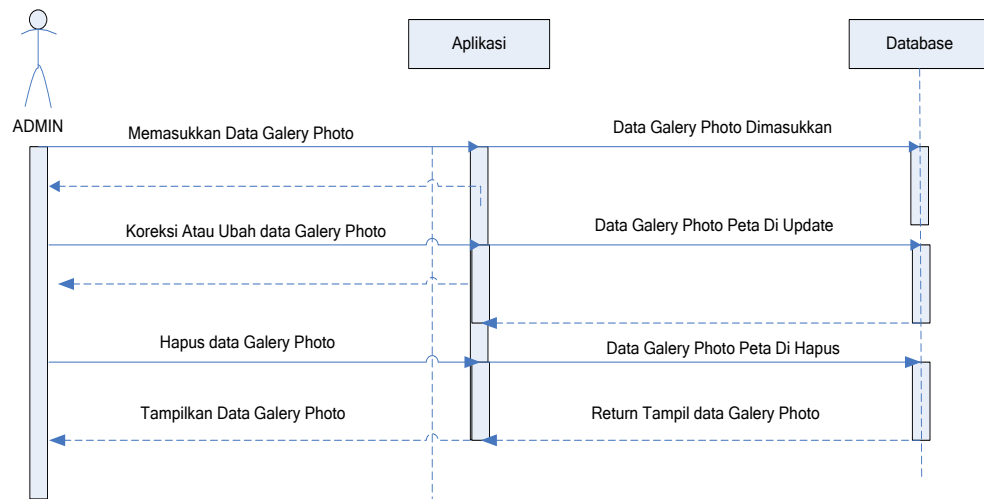 Aplikasi
Database
ADMIN
Memasukkan Data Galery Photo
Data Galery Photo Dimasukkan
Koreksi Atau Ubah data Galery Photo
Data Galery Photo Peta Di Update
Hapus data Galery Photo
Data Galery Photo Peta Di Hapus
Tampilkan Data Galery Photo
Return Tampil data Galery Photo